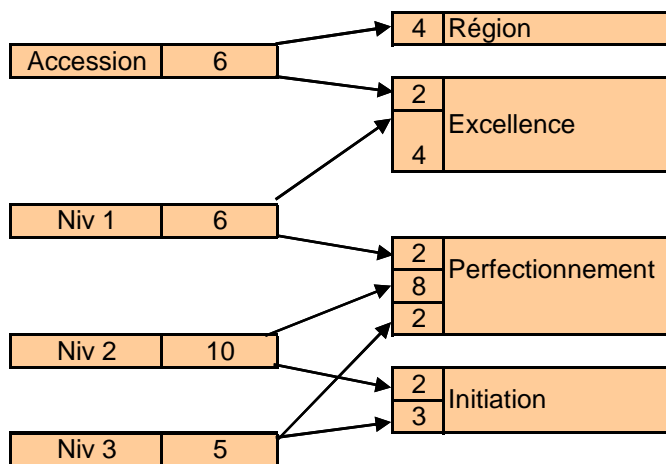 4 Région
Accession 6
2
Excellence
4
Niv 1 6
2
Perfectionnement
8
2
Niv 2 10
2
Initiation
3
Niv 3 5